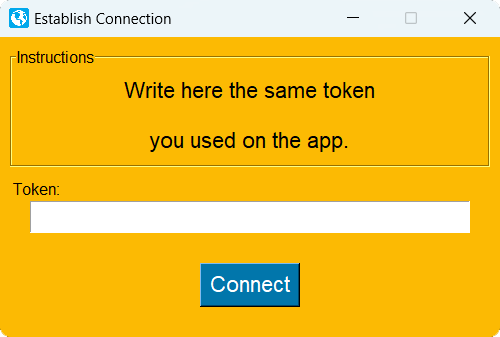 Establish Connection
Instructions
Write here the same token
you used on the app.
Token:
Connect